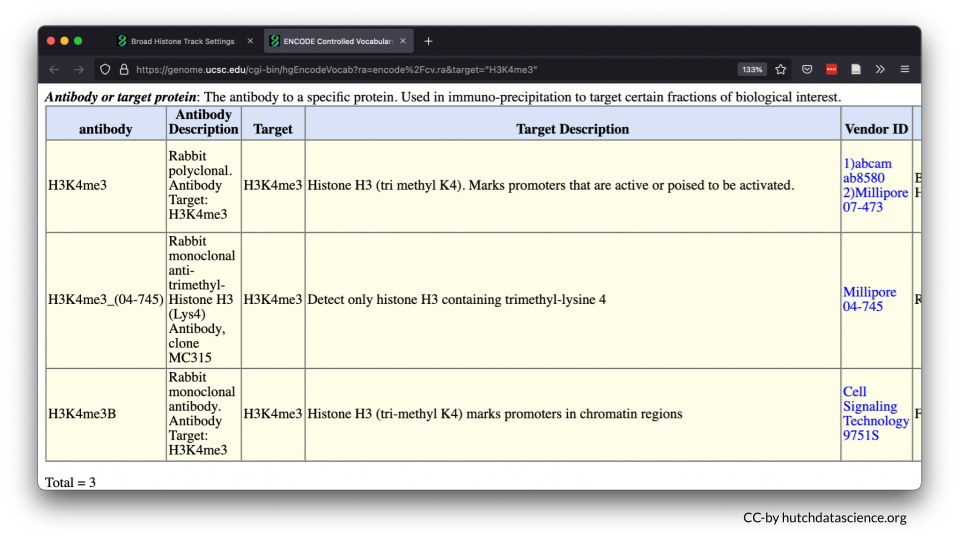 Broad Histone Track Settings
ENCODE Controlled Vocabular
https://genome.ucsc.edu/cgi-bin/hgEncodeVocab?ra=encode%2Fcv.ra&target="H3K4me3"
133%
Antibody or target protein: The antibody to a specific protein. Used in immuno-precipitation to target certain fractions of biological interest.
antibody
Antibody
Description
Target
Target Description
Vendor ID
H3K4me3
Rabbit
polyclonal.
Antibody
Target:
H3K4me3
H3K4me3
Histone H3 (tri methyl K4). Marks promoters that are active or poised to be activated.
1)abcam
ab8580
2)Millipore
07-473
H3K4me3_(04-745)
Rabbit
monoclonal
anti-
trimethyl-
Histone H3
(Lys4)
Antibody,
clone
MC315
H3K4me3
Detect only histone H3 containing trimethyl-lysine 4
Millipore
04-745
R
H3K4me3B
Rabbit
monoclonal
antibody.
Antibody
Target:
H3K4me3
H3K4me3
Histone H3 (tri-methyl K4) marks promoters in chromatin regions
Cell
Signaling
Technology
9751S
Total = 3
CC-by hutchdatascience.org